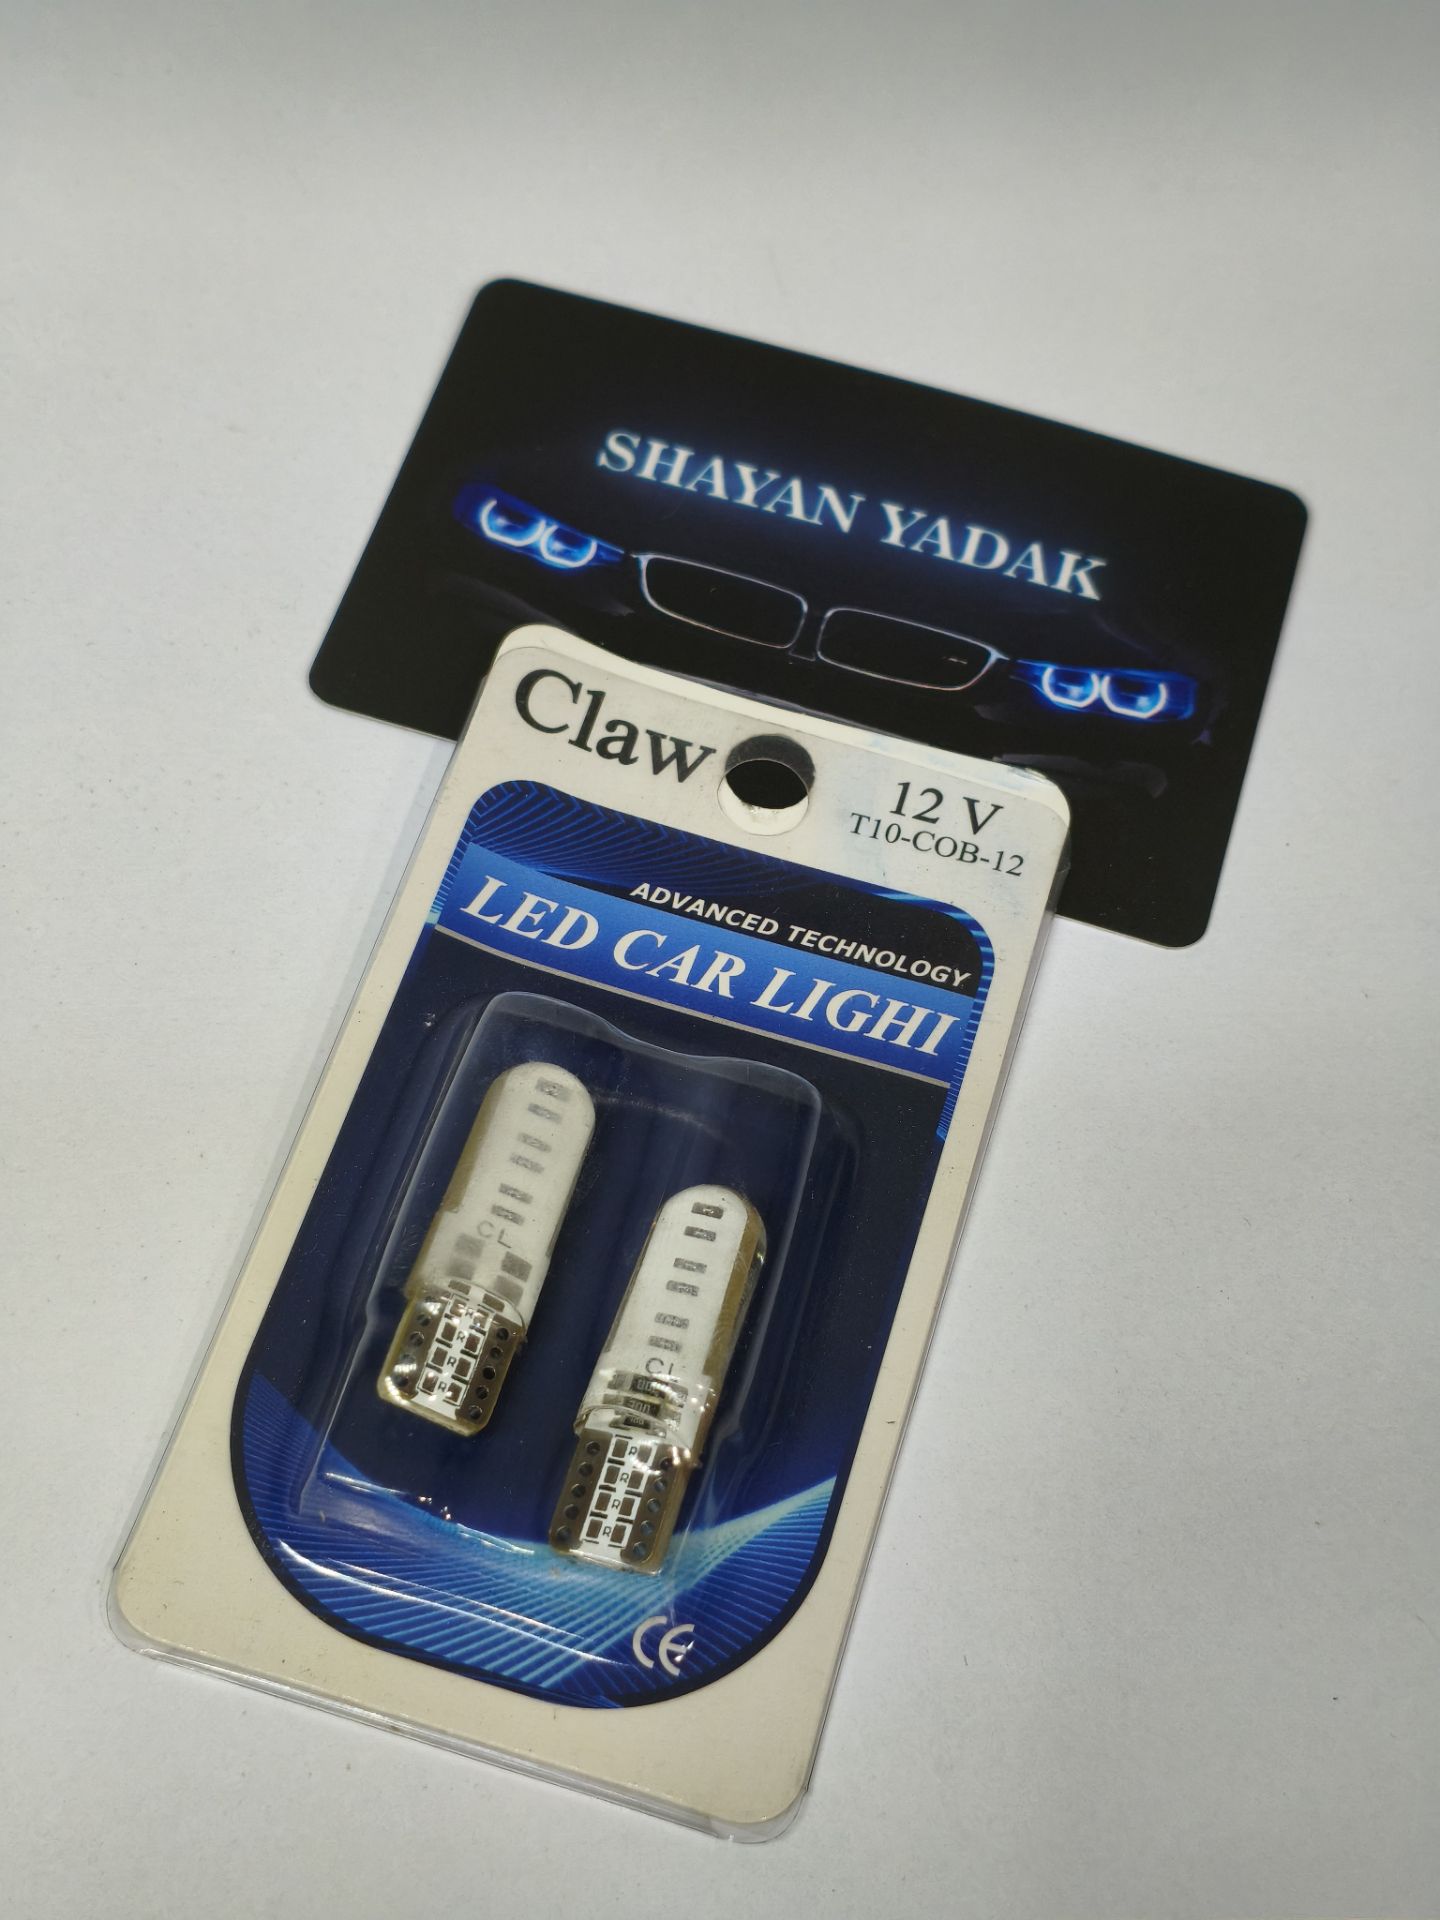 SHAYAN YADAK
Claw
12 V
T10-COB-12
ADVANCED TECHNOLOGY
LED CAR LIGHI
CL
R
R
R
R
CL
R
R
R
R
CE